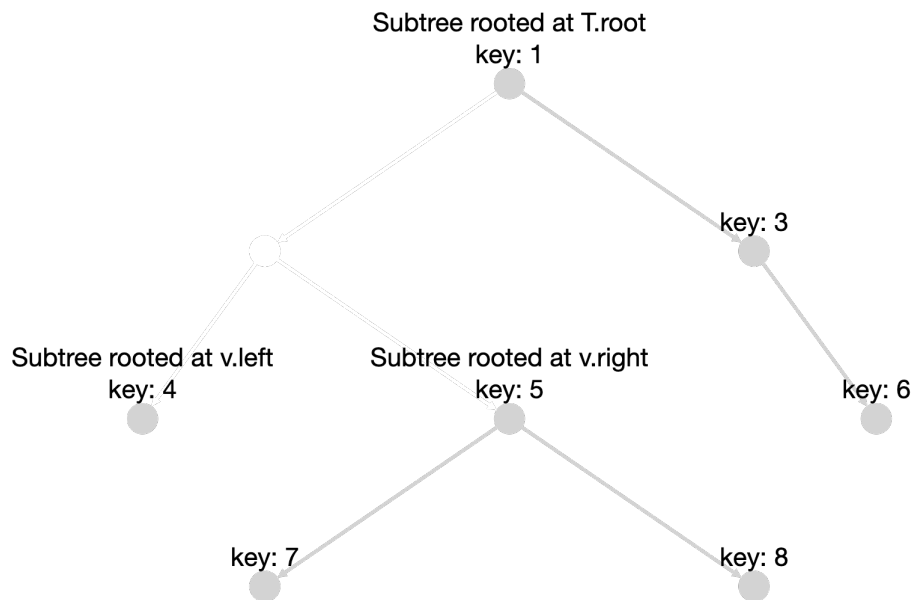 Subtree rooted at T.root
key: 1
key: 3
Subtree rooted at v.left
key: 4
Subtree rooted at v.right
key: 5
key: 6
key: 7
key: 8